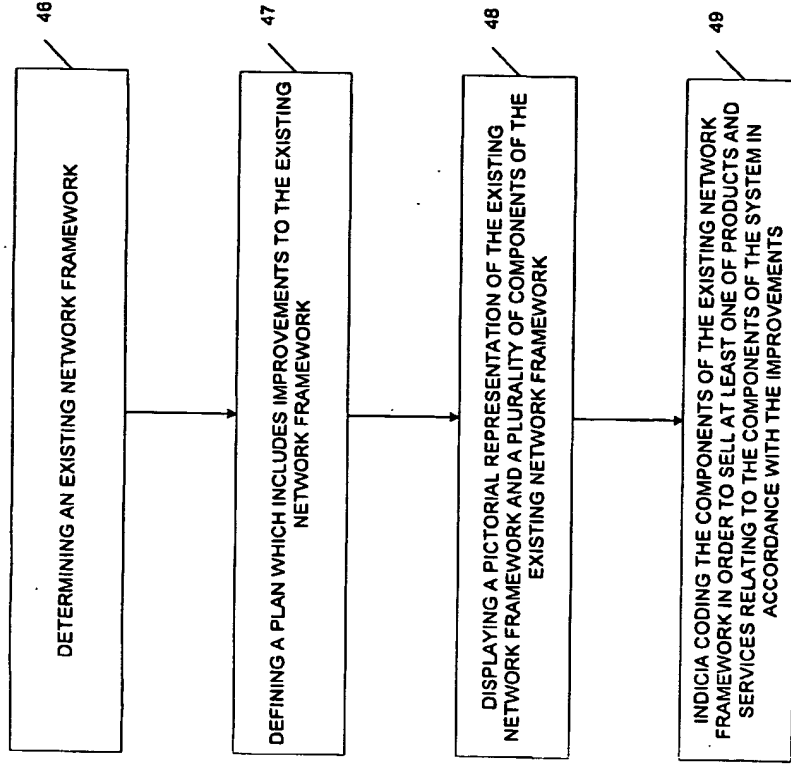 46
DETERMINING AN EXISTING NETWORK FRAMEWORK
47
DEFINING A PLAN WHICH INCLUDES IMPROVEMENTS TO THE EXISTING
NETWORK FRAMEWORK
48
DISPLAYING A PICTORIAL REPRESENTATION OF THE EXISTING
NETWORK FRAMEWORK AND A PLURALITY OF COMPONENTS OF THE
EXISTING NETWORK FRAMEWORK
49
INDICIA CODING THE COMPONENTS OF THE EXISTING NETWORK
FRAMEWORK IN ORDER TO SELL AT LEAST ONE OF PRODUCTS AND
SERVICES RELATING TO THE COMPONENTS OF THE SYSTEM IN
ACCORDANCE WITH THE IMPROVEMENTS